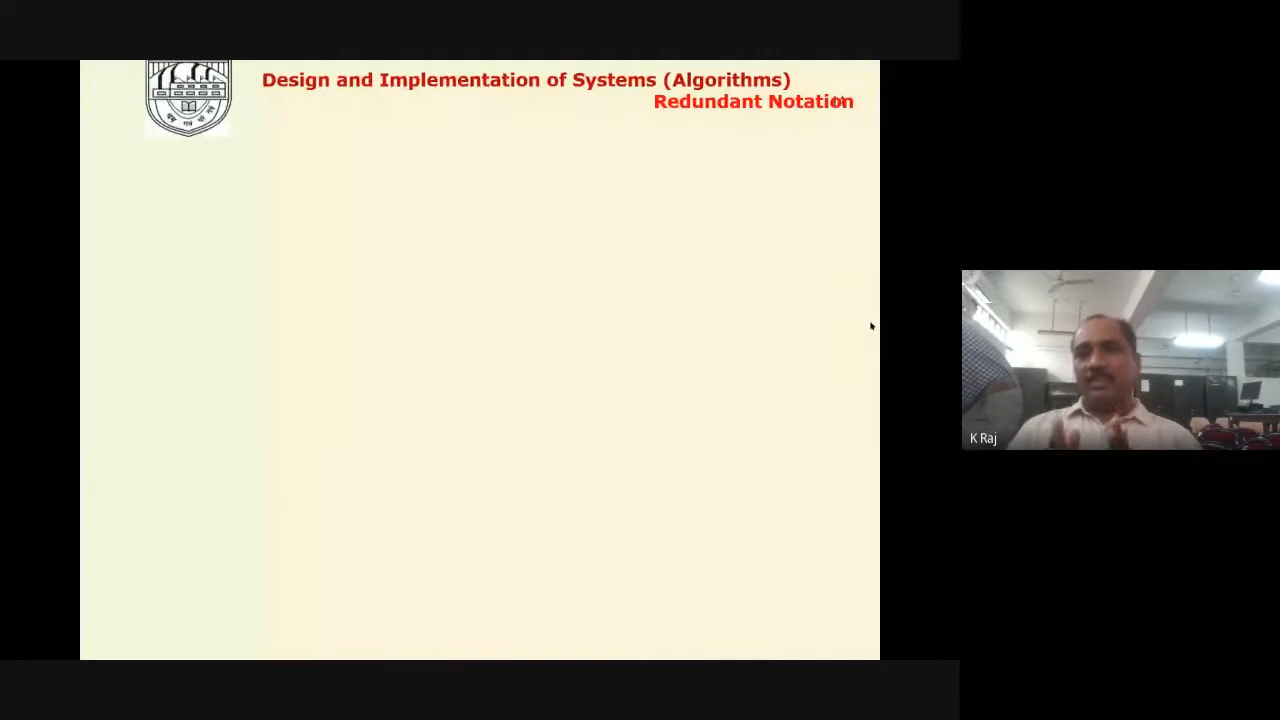 Design and Implementation of Systems (Algorithms)
Redundant Notation
K Raj